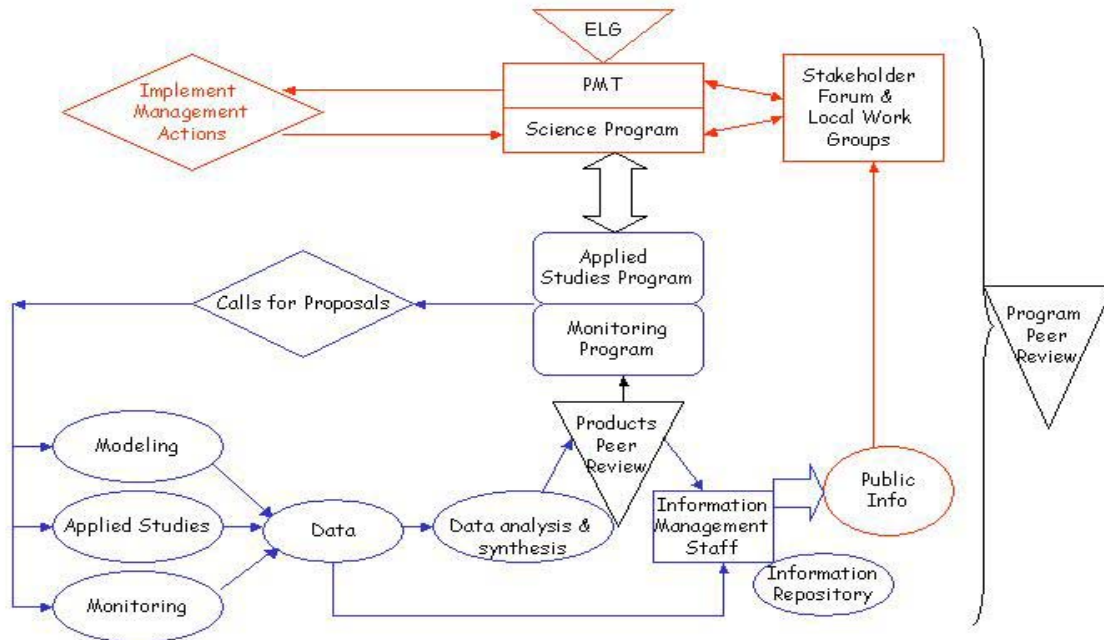 ELG
PMT
Science Program
Implement
Management
Actions
Stakeholder
Forum &
Local Work
Groups
Applied
Studies Program
Monitoring
Program
Calls for Proposals
Program
Peer
Review
Modeling
Applied Studies
Monitoring
Data
Data analysis &
synthesis
Products
Peer
Review
Information
Management
Staff
Public
Info
Information
Repository